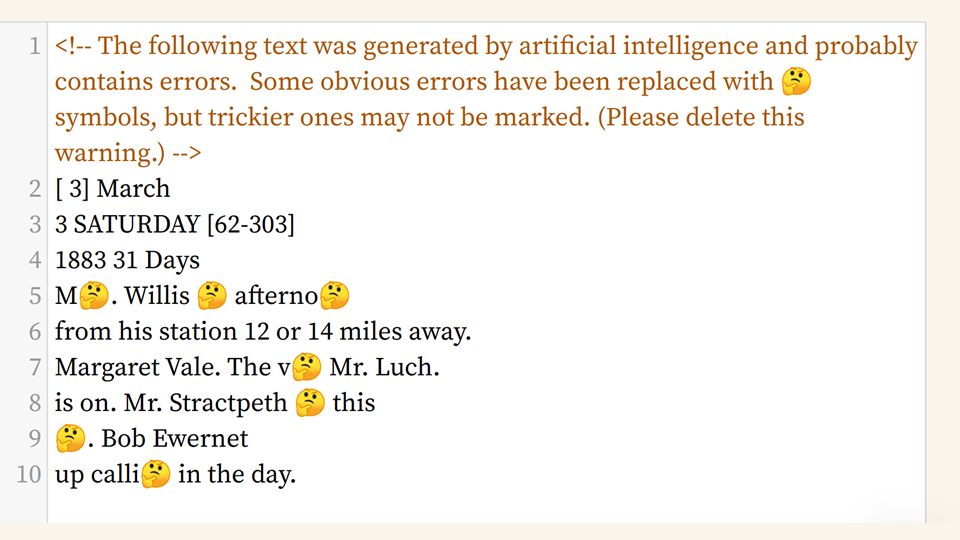 1 <!-- The following text was generated by artificial intelligence and probably
contains errors.  Some obvious errors have been replaced with 🤔
symbols, but trickier ones may not be marked. (Please delete this
warning.) -->
2 [ 3] March
3 3 SATURDAY [62-303]
4 1883 31 Days
5 M🤔. Willis 🤔 afterno🤔
6 from his station 12 or 14 miles away.
7 Margaret Vale. The v🤔 Mr. Luch.
8 is on. Mr. Stractpeth 🤔 this
9 🤔. Bob Ewernet
10 up calli🤔 in the day.